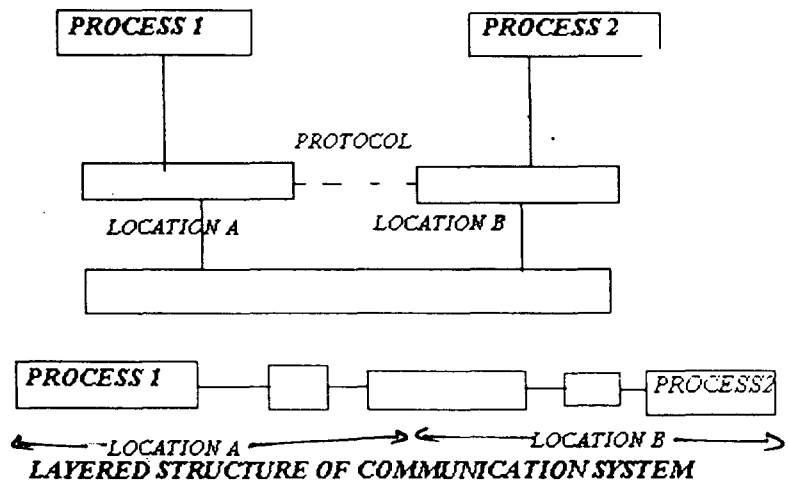 PROCESS 1
PROCESS 2
PROTOCOL
LOCATION A
LOCATION B
PROCESS 1
PROCESS2
LOCATION A
LOCATION B
LAYERED STRUCTURE OF COMMUNICATION SYSTEM